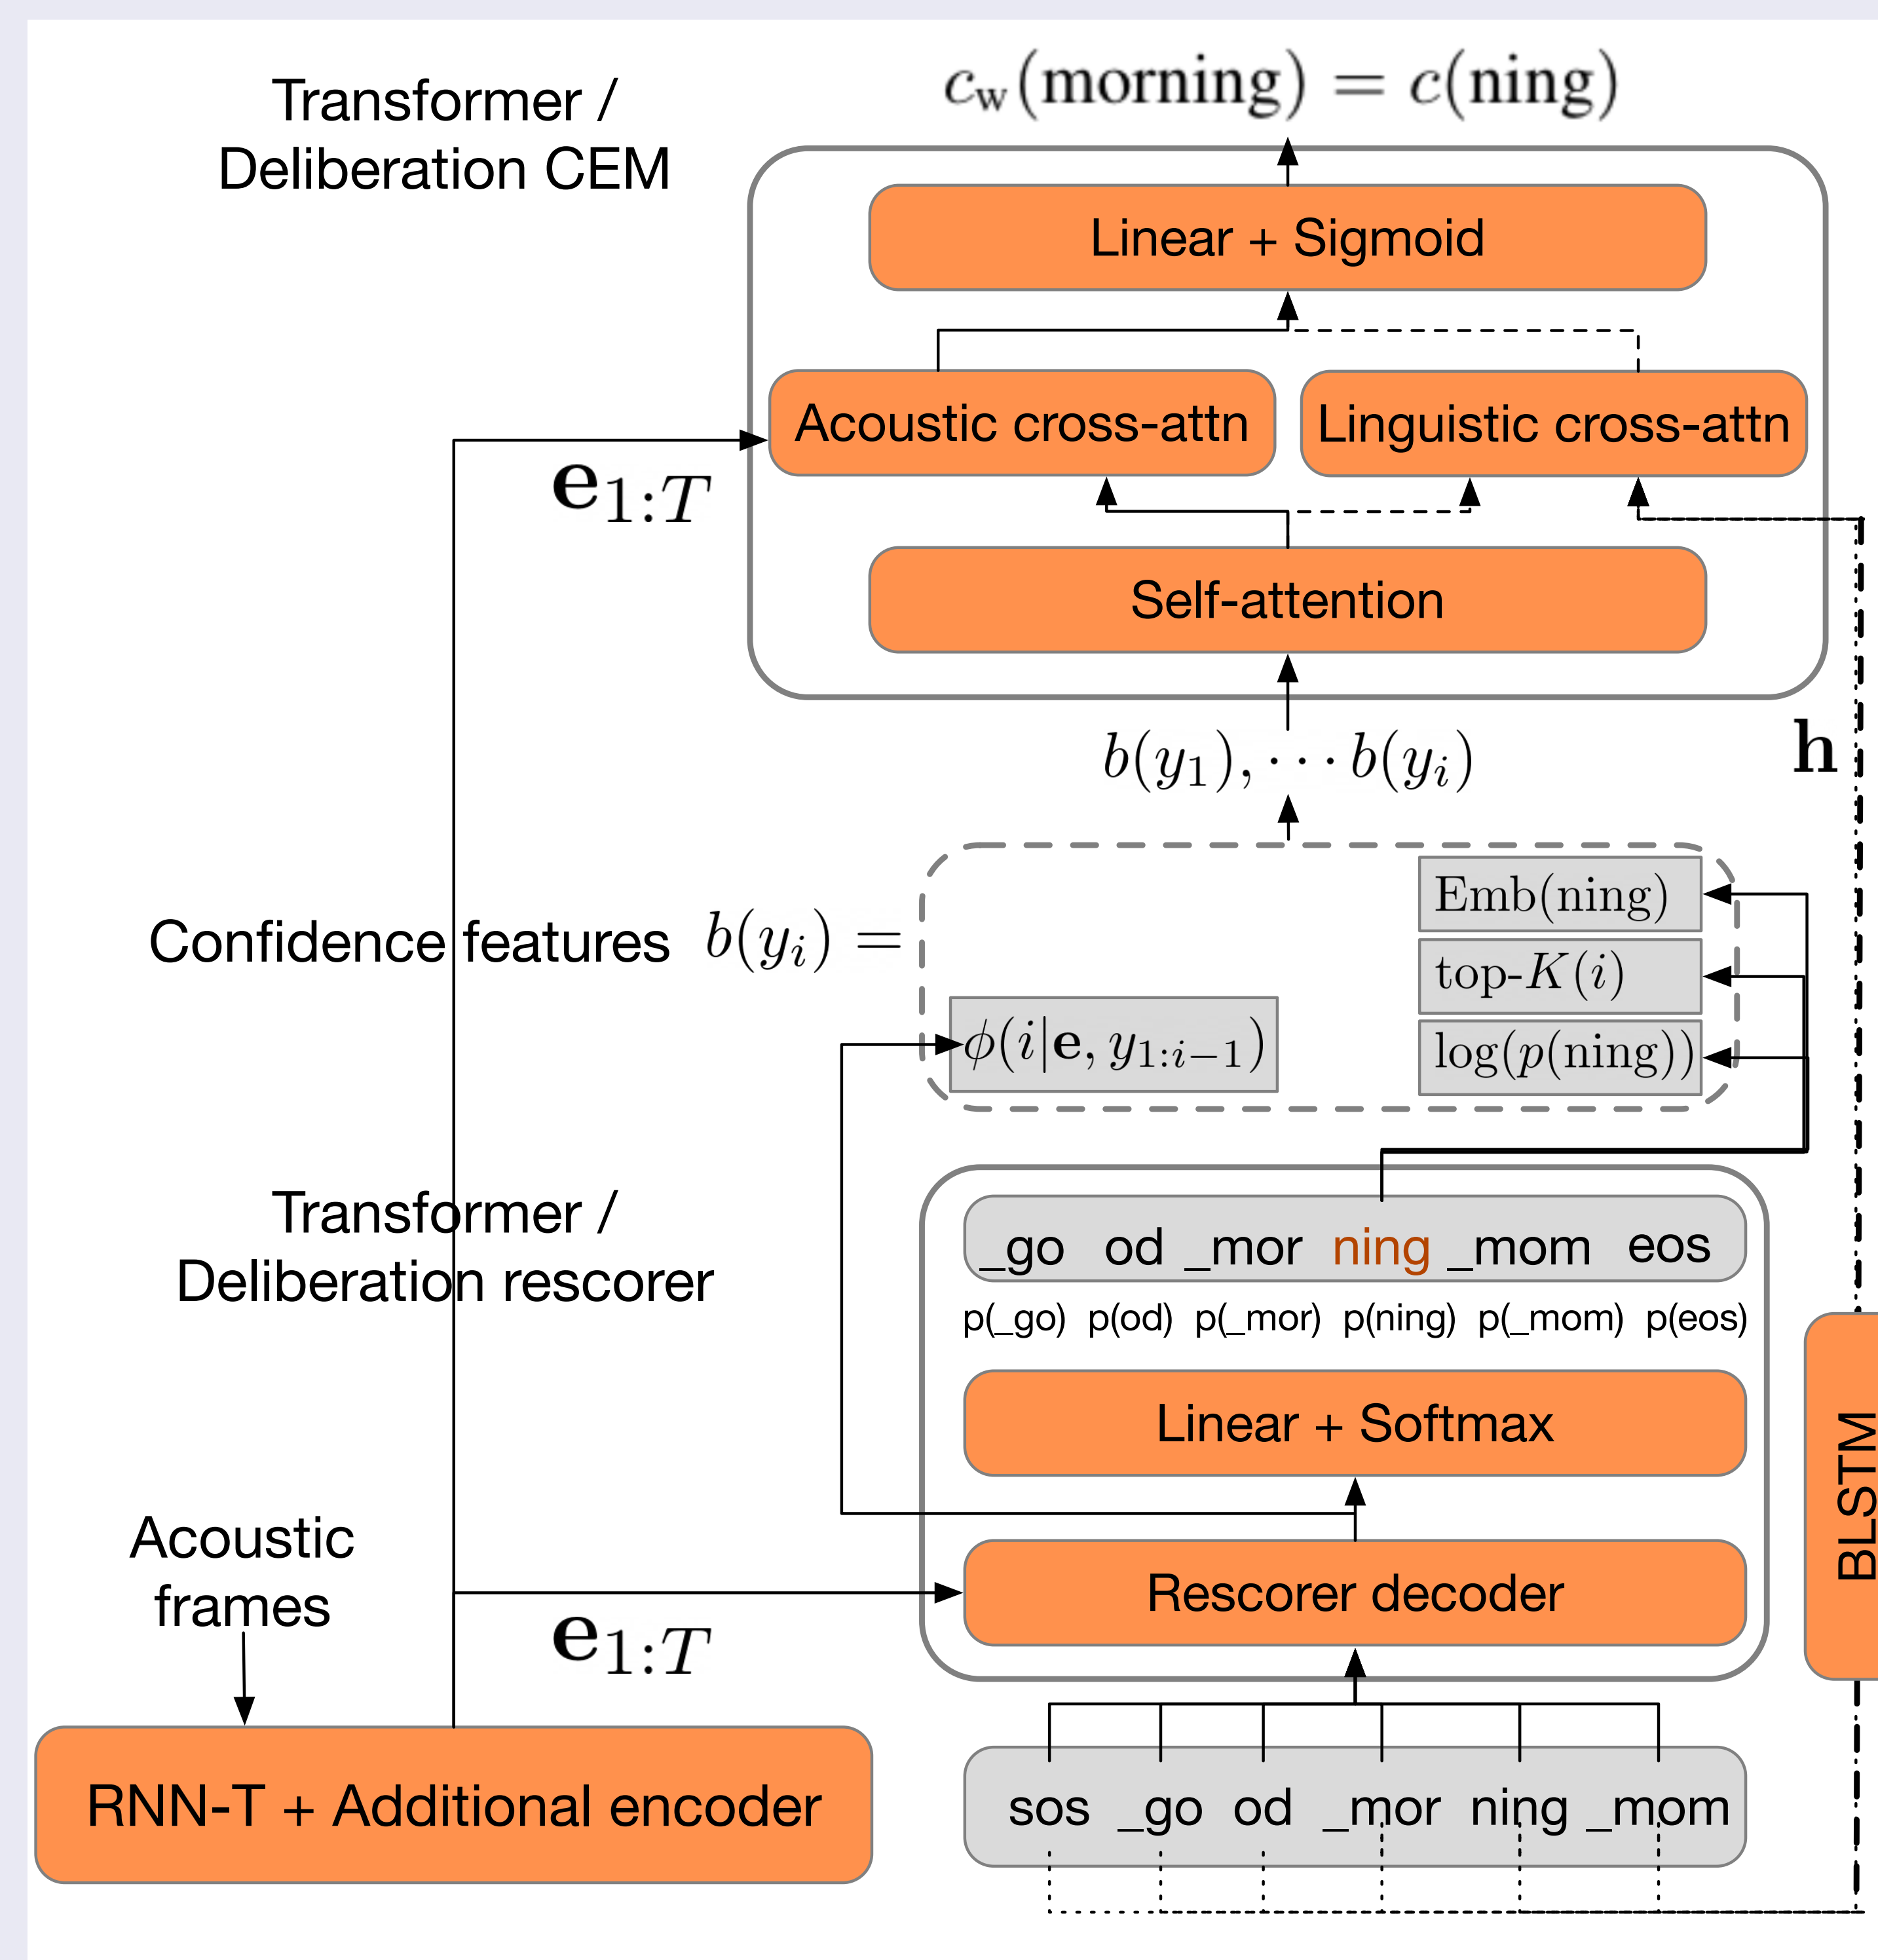 Transformer /
Deliberation CEM
c_w(morning) = c(ning)
Linear + Sigmoid
Acoustic cross-attn
Linguistic cross-attn
e_{1:T}
Self-attention
b(y_1), ··· b(y_i)
h
Confidence features b(y_i) =
Emb(ning)
top-K(i)
log(p(ning))
ϕ(i|e, y_{1:i−1})
Transformer /
Deliberation rescorer
_go od _mor ning _mom eos
p(_go) p(od) p(_mor) p(ning) p(_mom) p(eos)
Linear + Softmax
BLSTM
Acoustic
frames
Rescorer decoder
e_{1:T}
RNN-T + Additional encoder
sos _go od _mor ning _mom